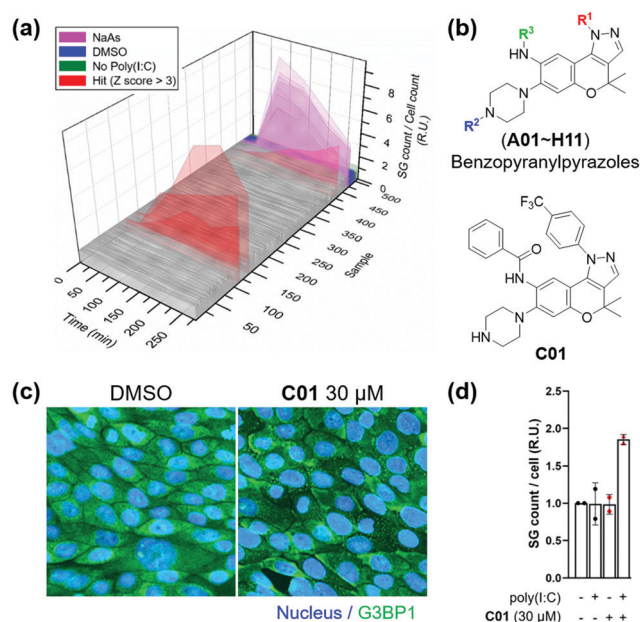 (a)
NaAs
DMSO
No Poly(I:C)
Hit (Z score > 3)
8
6
4
2
0
SG count / Cell count
(R.U.)
0
50
100
150
200
250
Time (min)
50
100
150
200
250
300
350
400
450
500
Sample
(b)
R³
R¹
HN
N
N
N
O
N
R²
(A01~H11)
Benzopyranylpyrazoles
F₃C
O
N
N
HN
N
O
HN
C01
(c)
DMSO
C01 30 µM
Nucleus / G3BP1
(d)
SG count / cell (R.U.)
2.5
2.0
1.5
1.0
0.5
0.0
poly(I:C) - + - +
C01 (30 µM) - - + +